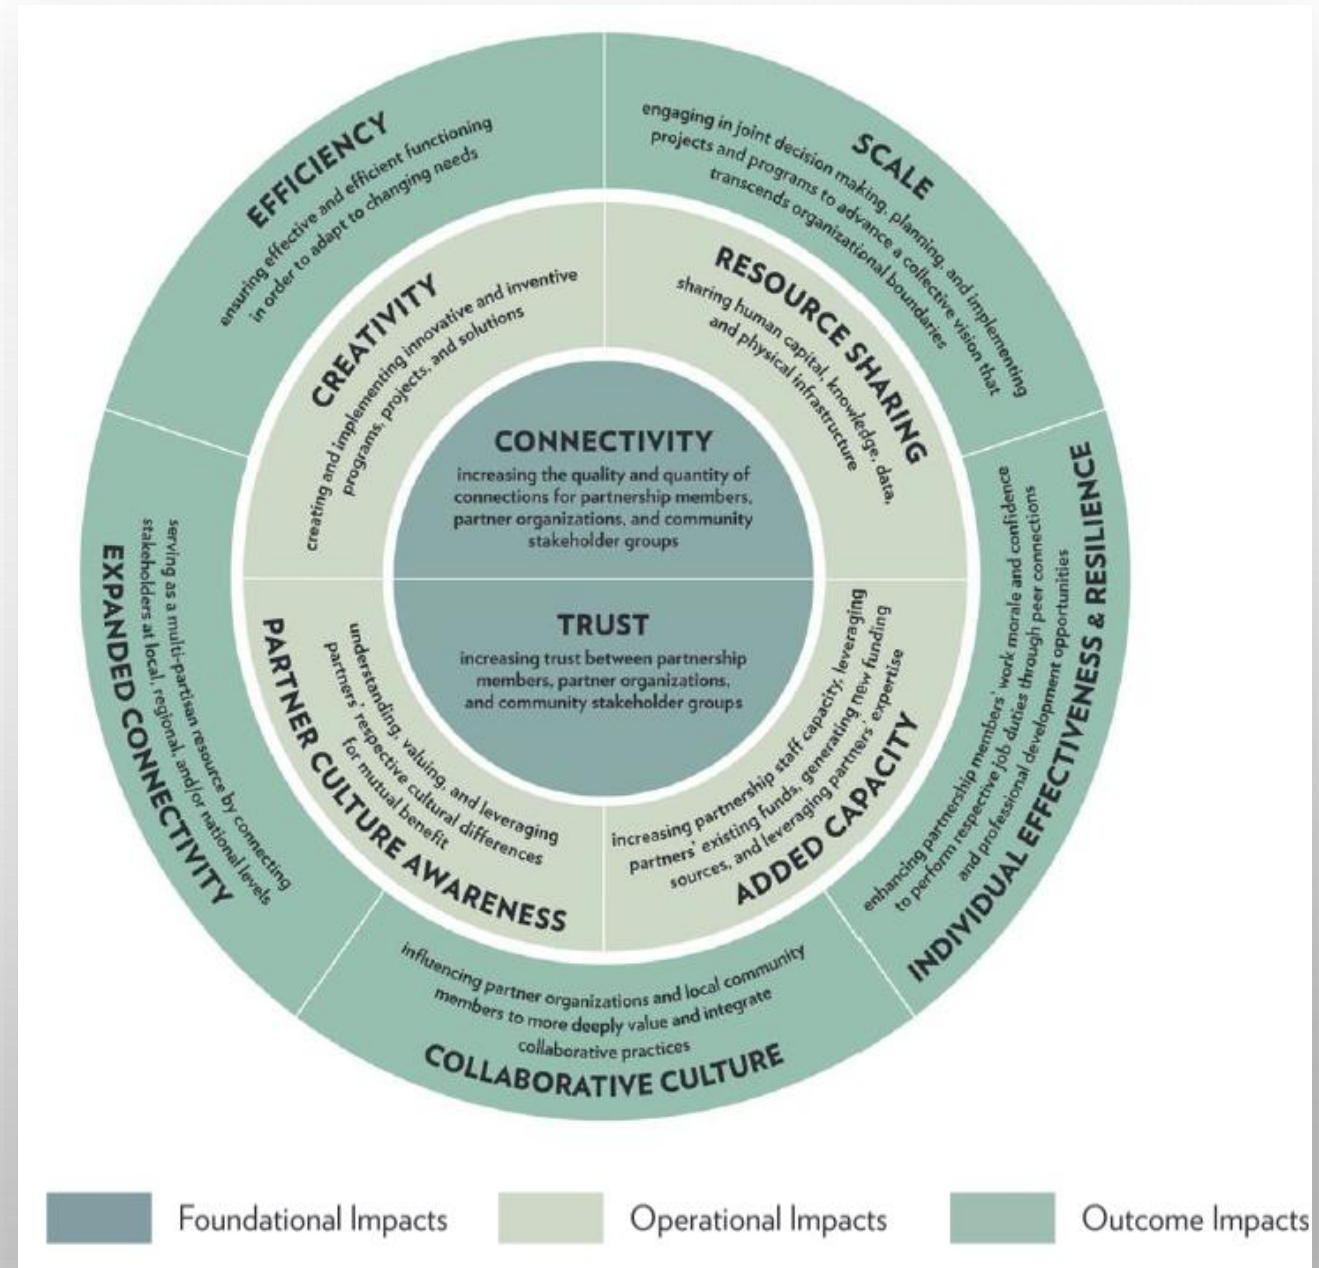 EFFICIENCY
ensuring effective and efficient functioning
in order to adapt to changing needs
SCALE
engaging in joint decision making, planning, and implementing
projects and programs to advance a collective vision that
transcends organizational boundaries
CREATIVITY
creating and implementing innovative and inventive
programs, projects, and solutions
RESOURCE SHARING
sharing human capital, knowledge, data,
and physical infrastructure
CONNECTIVITY
increasing the quality and quantity of
connections for partnership members,
partner organizations, and community
stakeholder groups
TRUST
increasing trust between partnership
members, partner organizations,
and community stakeholder groups
EXPANDED CONNECTIVITY
serving as a multi-partisan resource by connecting
stakeholders at local, regional, and/or national levels
PARTNER CULTURE AWARENESS
understanding, valuing, and leveraging
partners' respective cultural differences
for mutual benefit
increasing partnership staff capacity, leveraging
partners' existing funds, generating new funding
sources, and leveraging partners' expertise
ADDED CAPACITY
enhancing partnership members' work morale and confidence
to perform respective job duties through peer connections
and professional development opportunities
INDIVIDUAL EFFECTIVENESS & RESILIENCE
influencing partner organizations and local community
members to more deeply value and integrate
collaborative practices
COLLABORATIVE CULTURE
Foundational Impacts
Operational Impacts
Outcome Impacts